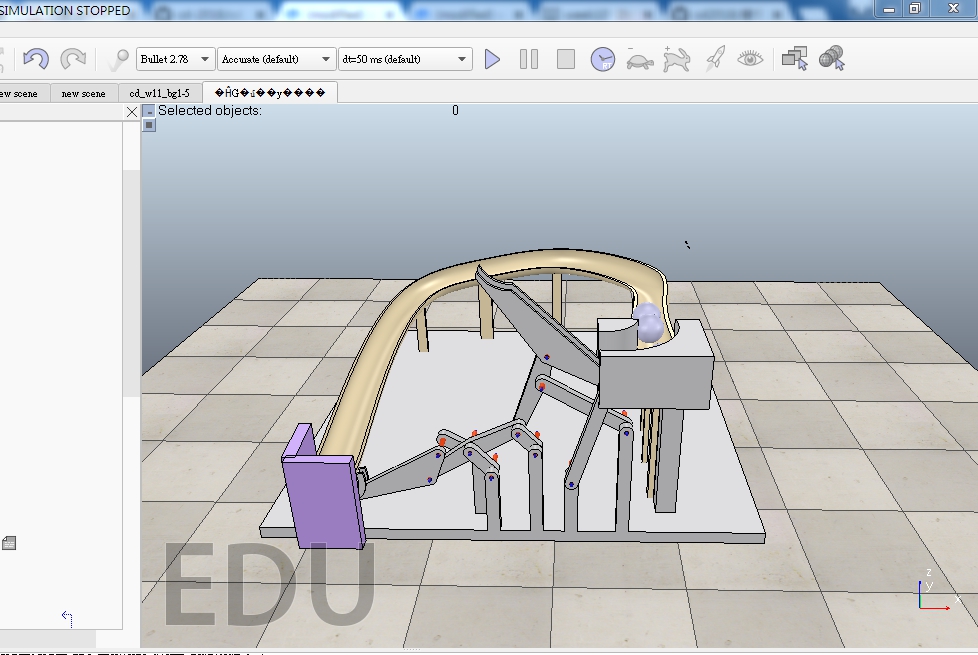 SIMULATION STOPPED
Bullet 2.78
Accurate (default)
dt=50 ms (default)
RT
ew scene
new scene
cd_w11_bg1-5
Selected objects:
0
EDU
z
y
x